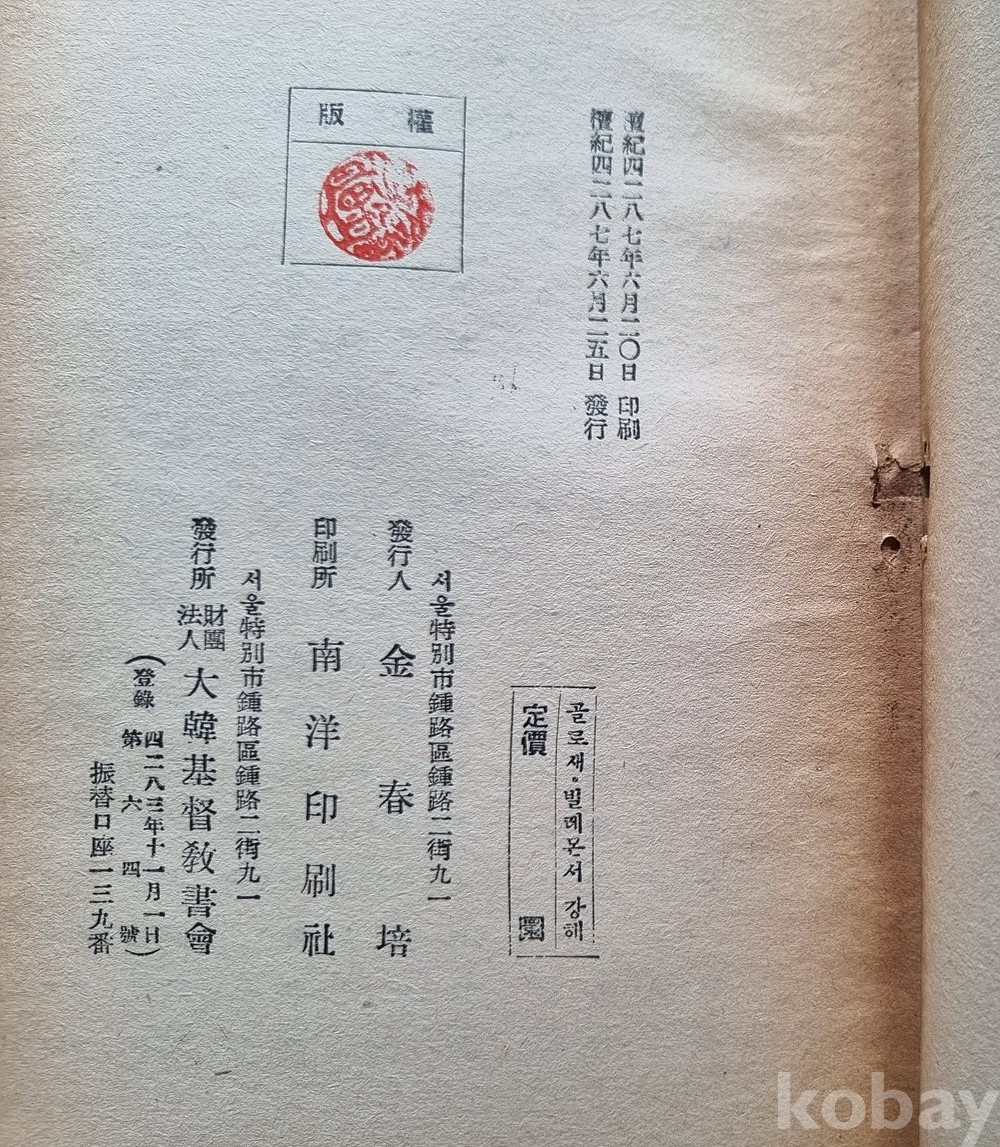 檀紀四二八七年六月二〇日 印刷
檀紀四二八七年六月二五日 發行
골로새・빌레몬서 강해
定價 圜
서울特別市鍾路區鍾路二街九一
發行人 金春培
印刷所 南洋印刷社
서울特別市鍾路區鍾路二街九一
發行所 財團法人 大韓基督敎書會
(登錄 四二八三年十一月一日)
第六四號
振替口座一三九番
權 版
kobay